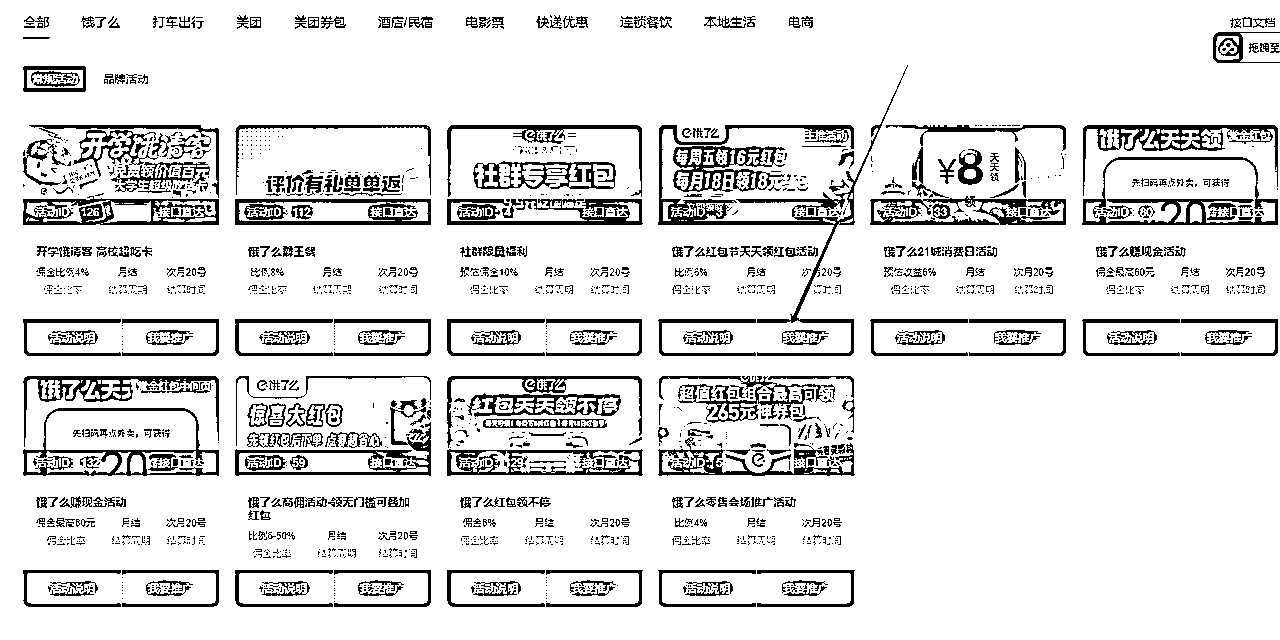 全部 饿了么 打车出行 美团 美团券包 酒店/民宿 电影票 快递优惠 连锁餐饮 本地生活 电商
接口文档
拖拽至
常规活动 品牌活动
开学饿请客
免费领价值百元
大学生超级吃货卡
活动ID: 126 接口直达
开学饿请客 高校超吃卡
佣金比例4% 月结 次月20号
佣金比率 结算周期 结算时间
活动说明 我要推广
评价有礼单单返
活动ID: 112 接口直达
饿了么霸王餐
比例8% 月结 次月20号
佣金比率 结算周期 结算时间
活动说明 我要推广
饿了么
社群专享红包
活动ID: 接口直达
社群隐藏福利
预估佣金10% 月结 次月20号
佣金比率 结算周期 结算时间
活动说明 我要推广
饿了么
主推活动
每周五领16元红包
每月18日领18元红包
活动ID: 3 接口直达
饿了么红包节天天领红包活动
比例6% 月结 次月20号
佣金比率 结算周期 结算时间
活动说明 我要推广
¥8
天天领
活动ID: 133 接口直达
饿了么21城消费日活动
预估收益6% 月结 次月20号
佣金比率 结算周期 结算时间
活动说明 我要推广
饿了么天天领 赏金红包
先扫码再点外卖，可获得
20
活动ID: 接口直达
饿了么赚现金活动
佣金最高60元 月结 次月20号
佣金比率 结算周期 结算时间
活动说明 我要推广
饿了么天天 赏金红包中间页
先扫码再点外卖，可获得
20
活动ID: 132 接口直达
饿了么赚现金活动
佣金最高60元 月结 次月20号
佣金比率 结算周期 结算时间
活动说明 我要推广
饿了么
惊喜大红包
先领红包后下单 点餐超省心
活动ID: 59 接口直达
饿了么高佣活动-领无门槛可叠加
红包
比例6-50% 月结 次月20号
佣金比率 结算周期 结算时间
活动说明 我要推广
饿了么
红包天天领不停
活动ID: 接口直达
饿了么红包领不停
佣金6% 月结 次月20号
佣金比率 结算周期 结算时间
活动说明 我要推广
超值红包组合最高可领
265元神券包
活动ID: 接口直达
饿了么零售会场推广活动
比例4% 月结 次月20号
佣金比率 结算周期 结算时间
活动说明 我要推广